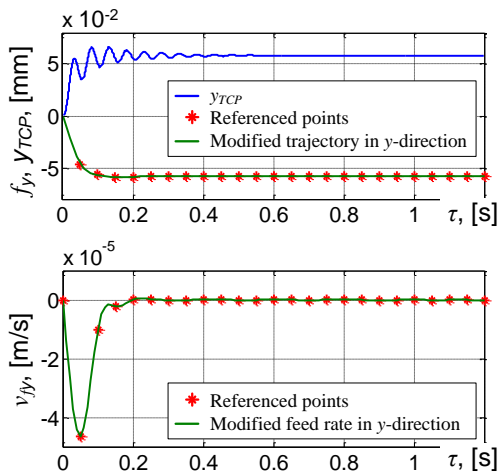 x 10⁻²
f_y, y_TCP, [mm]
5
0
-5
y_TCP
Referenced points
Modified trajectory in y-direction
0 0.2 0.4 0.6 0.8 1 τ, [s]
x 10⁻⁵
v_fy, [m/s]
0
-2
-4
Referenced points
Modified feed rate in y-direction
0 0.2 0.4 0.6 0.8 1 τ, [s]